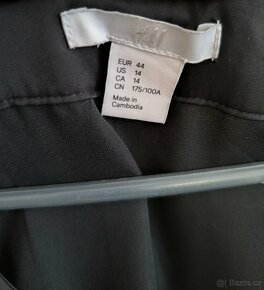 H&M
EUR 44
US 14
CA 14
CN 175/100A
Made in
Cambodia
Bazos.cz